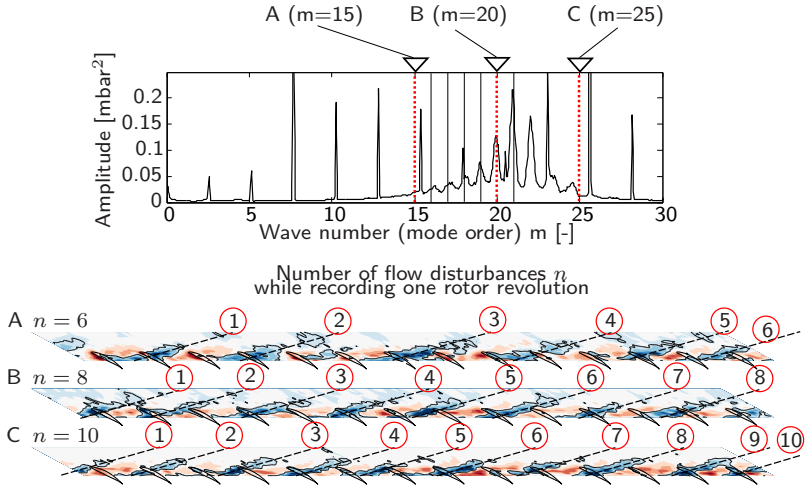 A (m=15) B (m=20) C (m=25)
Amplitude [mbar²]
0.2
0.15
0.1
0.05
0
0 5 10 15 20 25 30
Wave number (mode order) m [-]
Number of flow disturbances n
while recording one rotor revolution
A n = 6
1 2 3 4 5 6
B n = 8
1 2 3 4 5 6 7 8
C n = 10
1 2 3 4 5 6 7 8 9 10